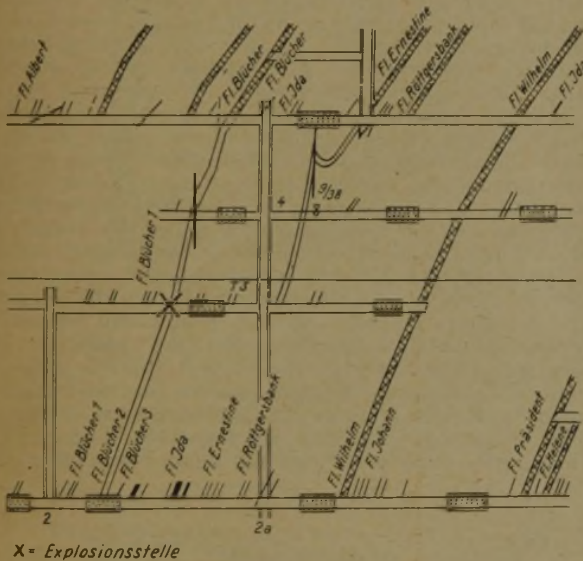 Fl. Albert
Fl. Blücher
Fl. Blücher
Fl. Ida
Fl. Ernestine
Fl. Röttgersbank
Fl. Wilhelm
Fl. Ida
4
9/38
Fl. Blücher 1
Fl. Blücher 1
Fl. Blücher 2
Fl. Blücher 3
Fl. Ida
Fl. Ernestine
Fl. Röttgersbank
Fl. Wilhelm
Fl. Johann
Fl. Präsident
Fl. Helene
2
2a
X = Explosionsstelle